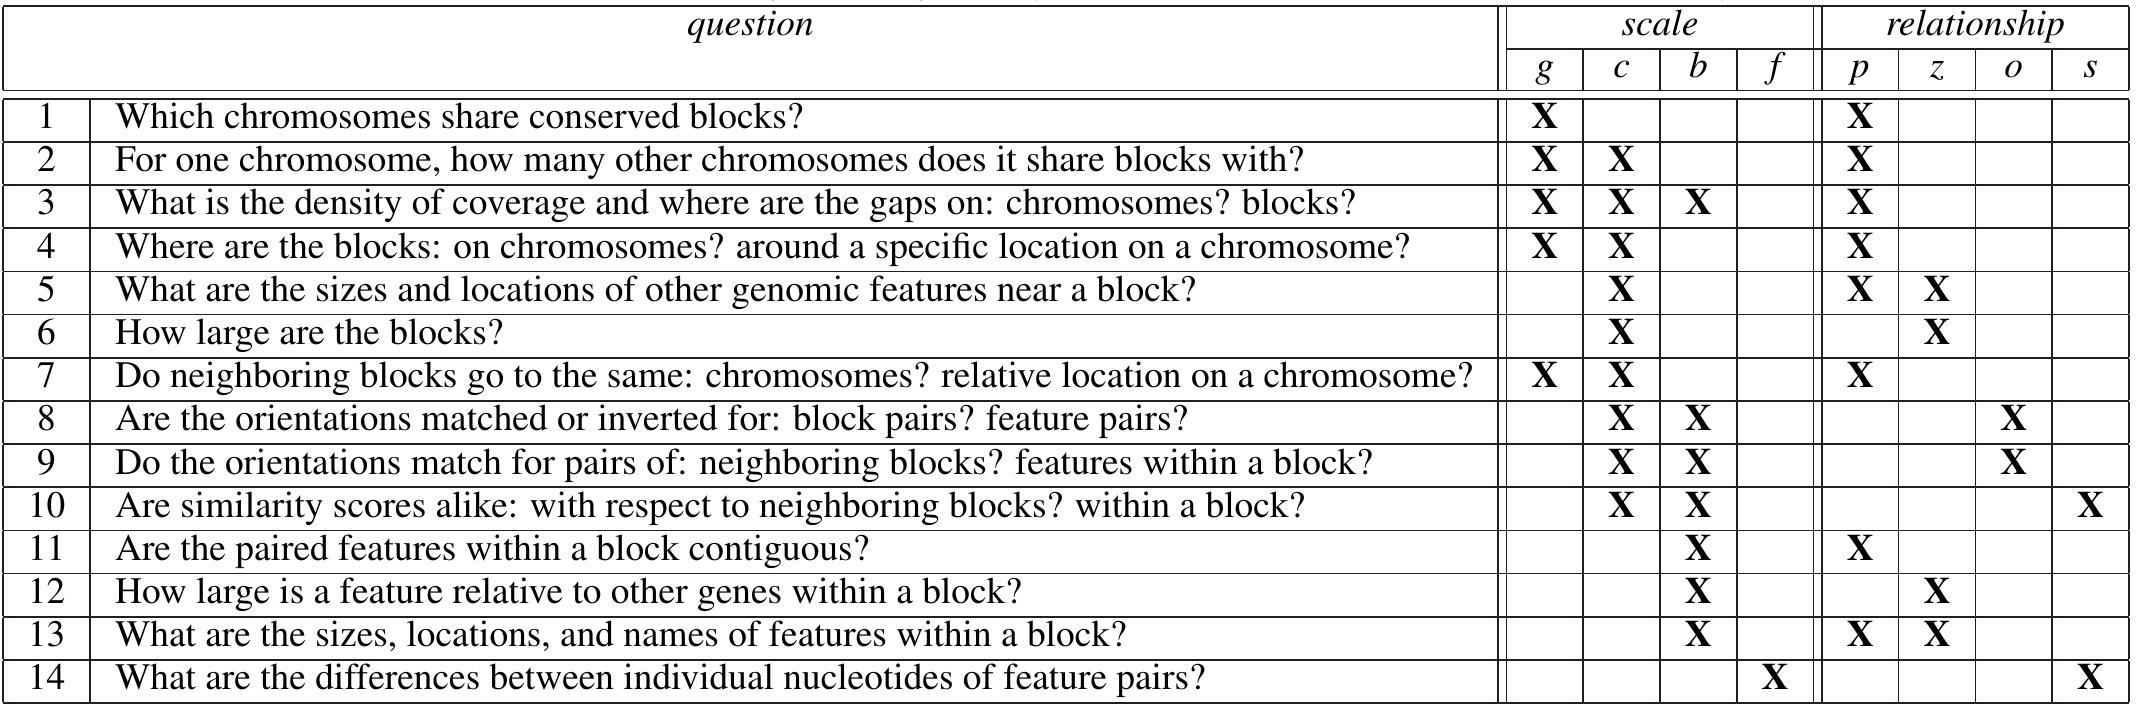 question scale relationship
g c b f p z o s
1 Which chromosomes share conserved blocks? X X
2 For one chromosome, how many other chromosomes does it share blocks with? X X X
3 What is the density of coverage and where are the gaps on: chromosomes? blocks? X X X X
4 Where are the blocks: on chromosomes? around a specific location on a chromosome? X X X
5 What are the sizes and locations of other genomic features near a block? X X X
6 How large are the blocks? X X
7 Do neighboring blocks go to the same: chromosomes? relative location on a chromosome? X X X
8 Are the orientations matched or inverted for: block pairs? feature pairs? X X X
9 Do the orientations match for pairs of: neighboring blocks? features within a block? X X X
10 Are similarity scores alike: with respect to neighboring blocks? within a block? X X X
11 Are the paired features within a block contiguous? X X
12 How large is a feature relative to other genes within a block? X X
13 What are the sizes, locations, and names of features within a block? X X X
14 What are the differences between individual nucleotides of feature pairs? X X